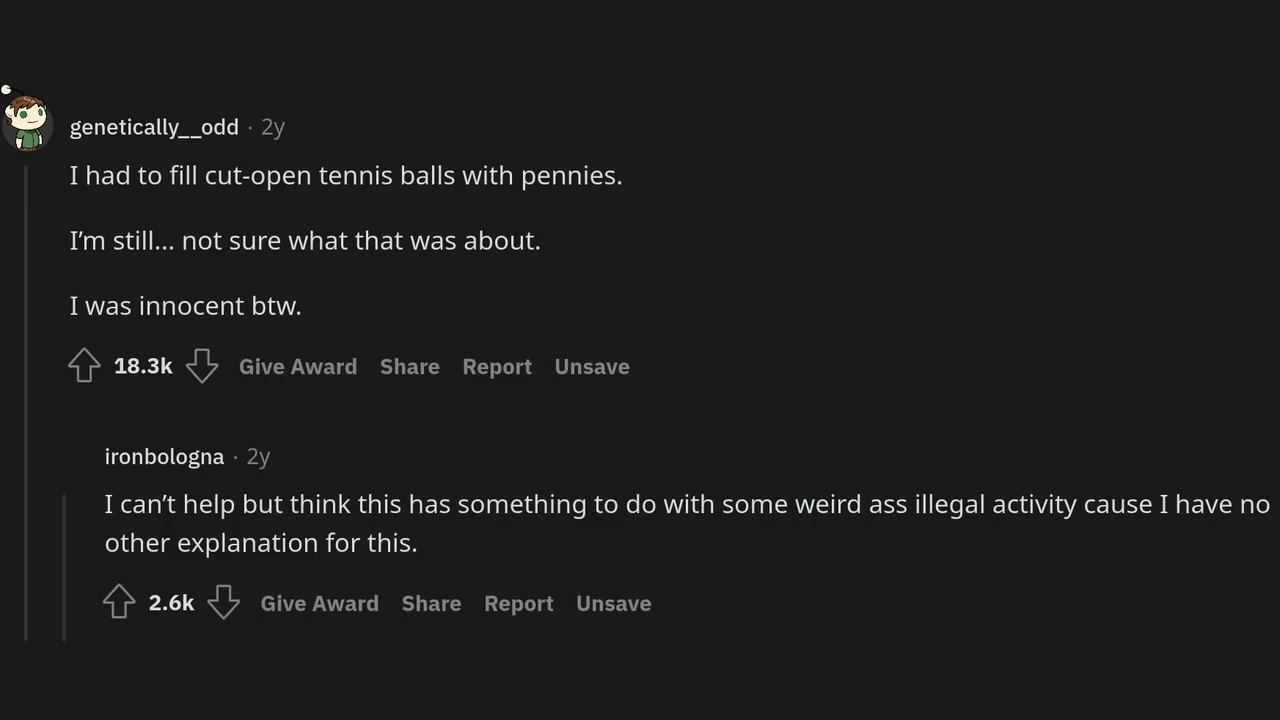 genetically__odd · 2y
I had to fill cut-open tennis balls with pennies.
I’m still... not sure what that was about.
I was innocent btw.
18.3k Give Award Share Report Unsave
ironbologna · 2y
I can’t help but think this has something to do with some weird ass illegal activity cause I have no
other explanation for this.
2.6k Give Award Share Report Unsave